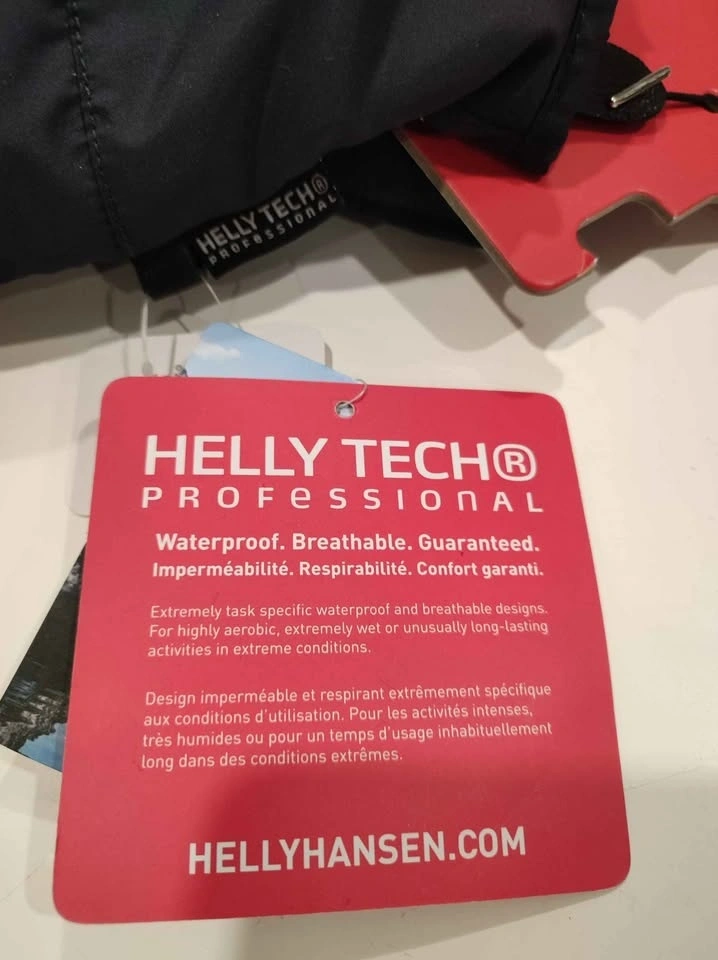 HELLY TECH®
PROFESSIONAL
HELLY TECH®
PROFESSIONAL
Waterproof. Breathable. Guaranteed.
Imperméabilité. Respirabilité. Confort garanti.
Extremely task specific waterproof and breathable designs.
For highly aerobic, extremely wet or unusually long-lasting
activities in extreme conditions.
Design imperméable et respirant extrêmement spécifique
aux conditions d'utilisation. Pour les activités intenses,
très humides ou pour un temps d'usage inhabituellement
long dans des conditions extrêmes.
HELLYHANSEN.COM